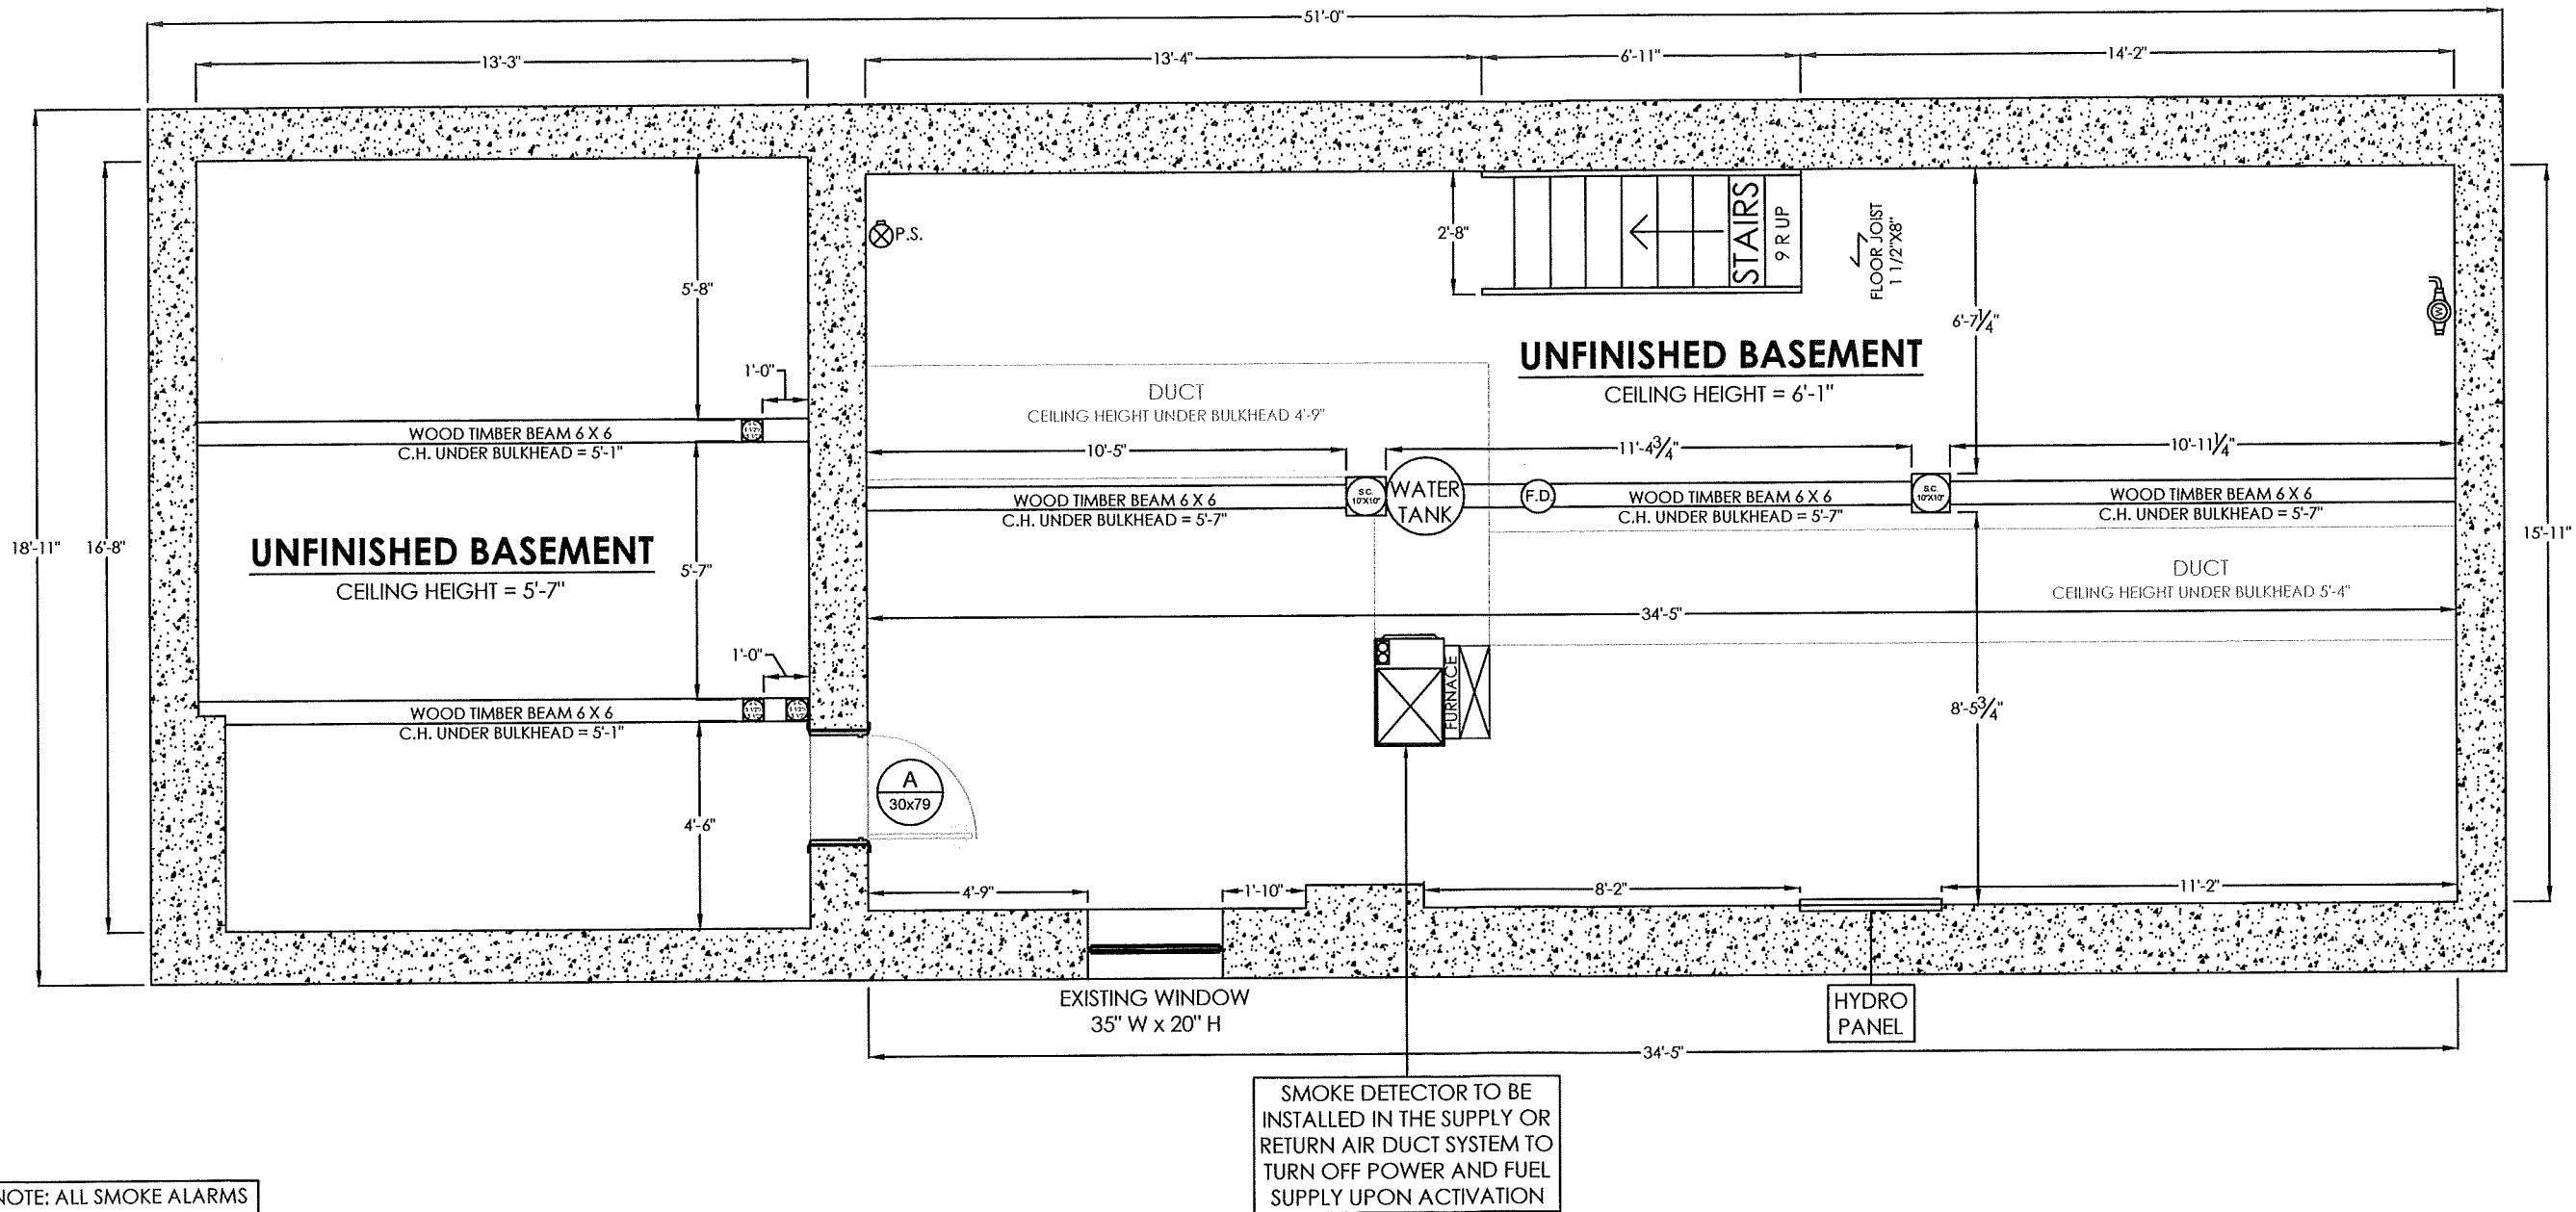 51'-0"
13'-3"
13'-4"
6'-11"
14'-2"
18'-11"
16'-8"
5'-8"
1'-0"
WOOD TIMBER BEAM 6 X 6
C.H. UNDER BULKHEAD = 5'-1"
UNFINISHED BASEMENT
CEILING HEIGHT = 5'-7"
5'-7"
1'-0"
WOOD TIMBER BEAM 6 X 6
C.H. UNDER BULKHEAD = 5'-1"
4'-6"
P.S.
2'-8"
STAIRS
9 R UP
FLOOR JOIST
1 1/2"X8"
6'-7 1/4"
W
UNFINISHED BASEMENT
CEILING HEIGHT = 6'-1"
DUCT
CEILING HEIGHT UNDER BULKHEAD 4'-9"
10'-5"
11'-4 3/4"
10'-11 1/4"
WOOD TIMBER BEAM 6 X 6
C.H. UNDER BULKHEAD = 5'-7"
S.C.
10"X10"
WATER
TANK
F.D.
WOOD TIMBER BEAM 6 X 6
C.H. UNDER BULKHEAD = 5'-7"
S.C.
10"X10"
WOOD TIMBER BEAM 6 X 6
C.H. UNDER BULKHEAD = 5'-7"
15'-11"
DUCT
CEILING HEIGHT UNDER BULKHEAD 5'-4"
34'-5"
FURNACE
8'-5 3/4"
A
30x79
4'-9"
1'-10"
8'-2"
11'-2"
EXISTING WINDOW
35" W x 20" H
HYDRO
PANEL
34'-5"
SMOKE DETECTOR TO BE
INSTALLED IN THE SUPPLY OR
RETURN AIR DUCT SYSTEM TO
TURN OFF POWER AND FUEL
SUPPLY UPON ACTIVATION
NOTE: ALL SMOKE ALARMS